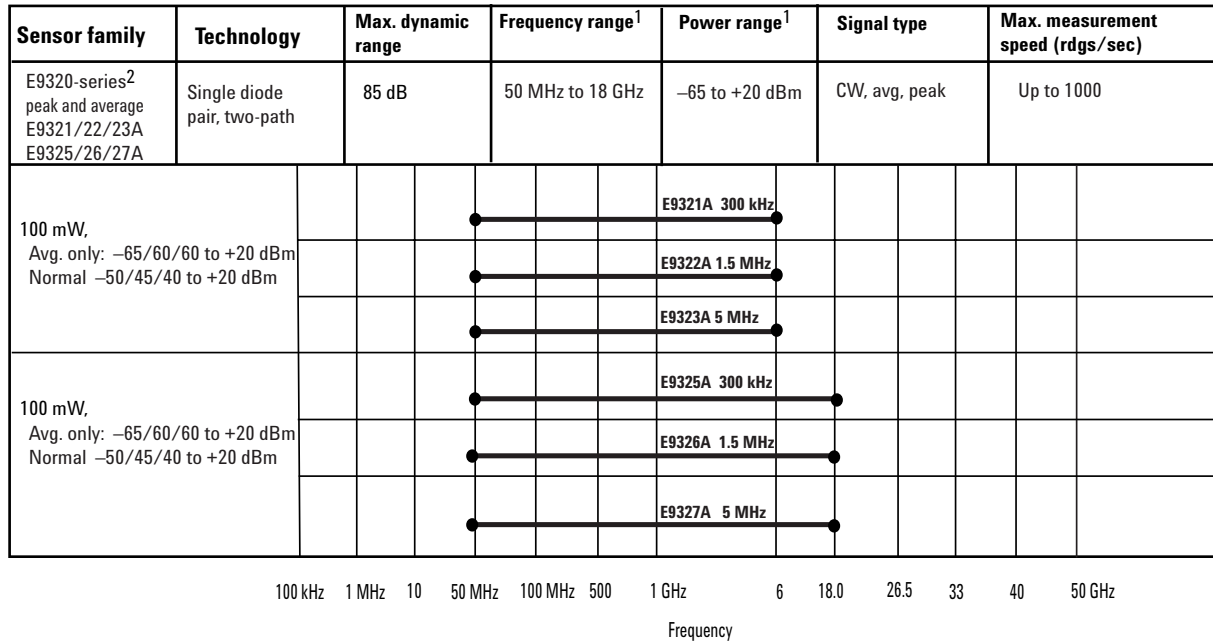 Sensor family
Technology
Max. dynamic
range
Frequency range1
Power range1
Signal type
Max. measurement
speed (rdgs/sec)
E9320-series2
peak and average
E9321/22/23A
E9325/26/27A
Single diode
pair, two-path
85 dB
50 MHz to 18 GHz
–65 to +20 dBm
CW, avg, peak
Up to 1000
100 mW,
Avg. only: –65/60/60 to +20 dBm
Normal –50/45/40 to +20 dBm
E9321A 300 kHz
E9322A 1.5 MHz
E9323A 5 MHz
100 mW,
Avg. only: –65/60/60 to +20 dBm
Normal –50/45/40 to +20 dBm
E9325A 300 kHz
E9326A 1.5 MHz
E9327A 5 MHz
100 kHz 1 MHz 10 50 MHz 100 MHz 500 1 GHz 6 18.0 26.5 33 40 50 GHz
Frequency